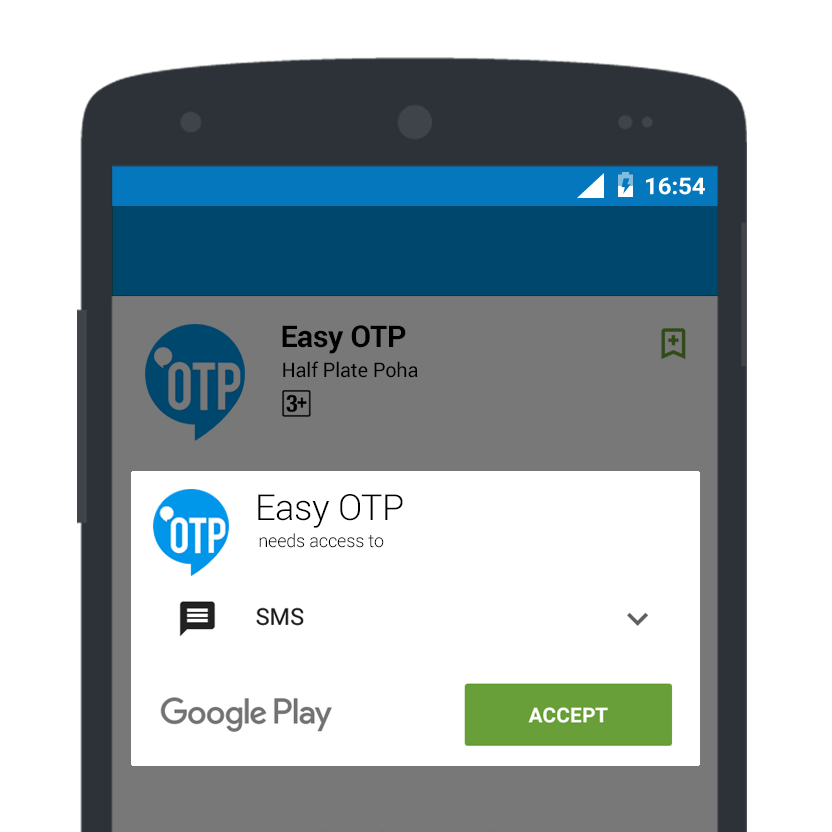 16:54
Easy OTP
Half Plate Poha
3+
OTP
Easy OTP
needs access to
OTP
SMS
Google Play
ACCEPT